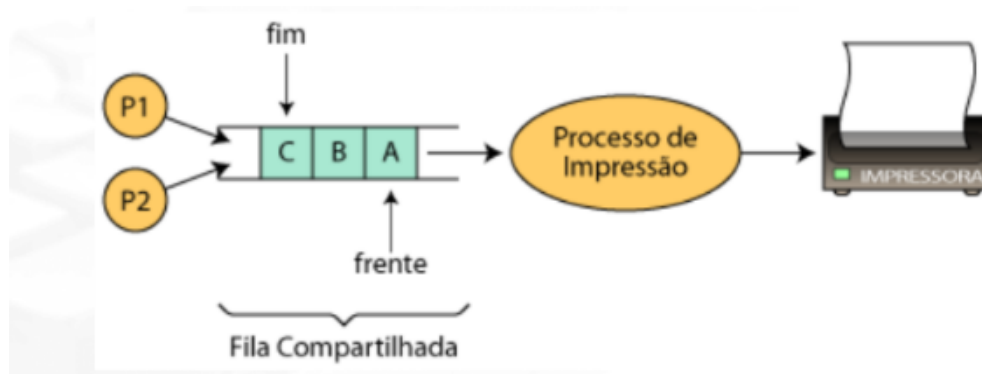 fim
P1
C B A
P2
Processo de
Impressão
IMPRESSORA
frente
Fila Compartilhada